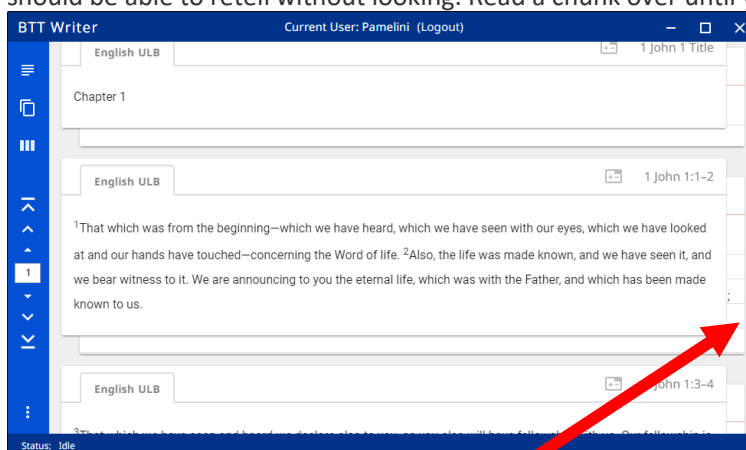 should be able to retell without looking. Read a chunk over until
BTT Writer Current User: Pamelini (Logout)
English ULB 1 John 1 Title
Chapter 1
English ULB 1 John 1:1–2
1That which was from the beginning—which we have heard, which we have seen with our eyes, which we have looked
at and our hands have touched—concerning the Word of life. 2Also, the life was made known, and we have seen it, and
we bear witness to it. We are announcing to you the eternal life, which was with the Father, and which has been made
known to us.
1
;
English ULB John 1:3–4
Status: Idle